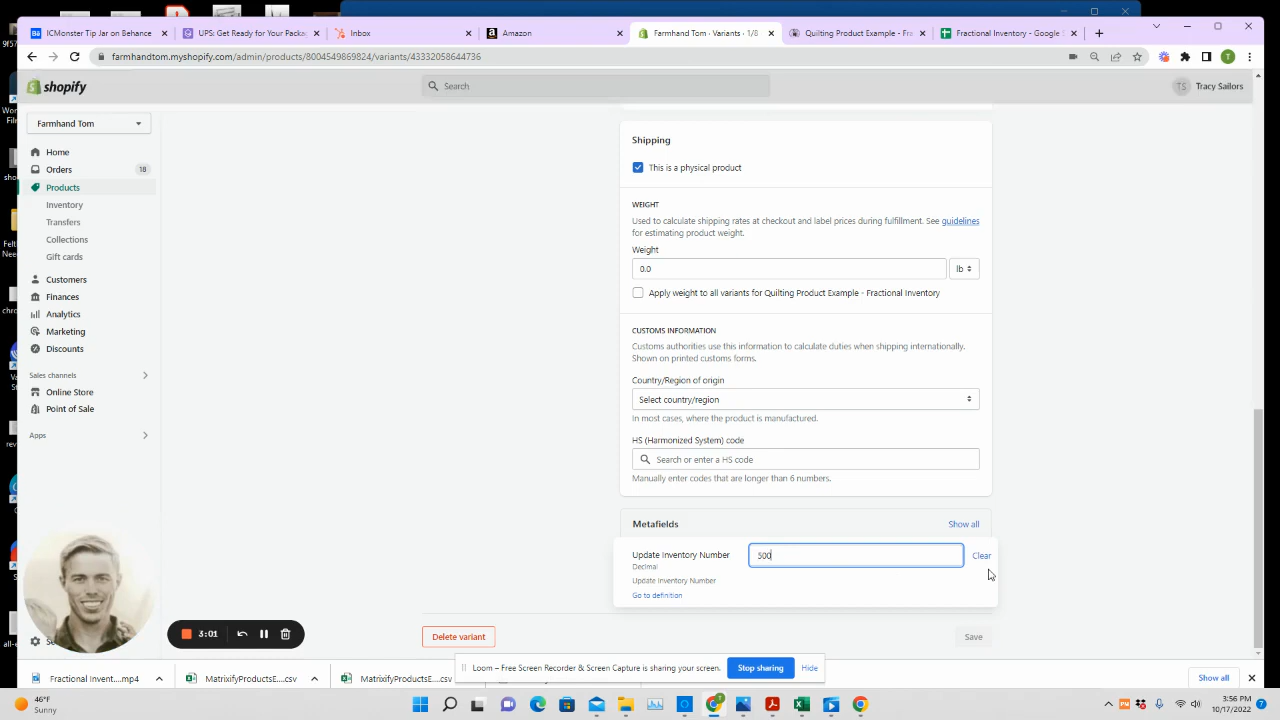 ICMonster Tip Jar on Behance
UPS: Get Ready for Your Packa
Inbox
Amazon
Farmhand Tom · Variants · 1/8
Quilting Product Example - Fra
Fractional Inventory - Google
farmhandtom.myshopify.com/admin/products/8004549869824/variants/43332058644736
T
shopify
Search
TS
Tracy Sailors
Farmhand Tom
Home
Orders
18
Products
Inventory
Transfers
Collections
Gift cards
Customers
Finances
Analytics
Marketing
Discounts
Sales channels
Online Store
Point of Sale
Apps
Shipping
This is a physical product
WEIGHT
Used to calculate shipping rates at checkout and label prices during fulfillment. See guidelines
for estimating product weight.
Weight
0.0
lb
Apply weight to all variants for Quilting Product Example - Fractional Inventory
CUSTOMS INFORMATION
Customs authorities use this information to calculate duties when shipping internationally.
Shown on printed customs forms.
Country/Region of origin
Select country/region
In most cases, where the product is manufactured.
HS (Harmonized System) code
Search or enter a HS code
Manually enter codes that are longer than 6 numbers.
Metafields
Show all
Update Inventory Number
500
Clear
Decimal
Update Inventory Number
Go to definition
3:01
Delete variant
Save
Loom – Free Screen Recorder & Screen Capture is sharing your screen.
Stop sharing
Hide
Fractional Invent....mp4
MatrixifyProductsE....csv
MatrixifyProductsE....csv
Show all
46°F
Sunny
3:56 PM
10/17/2022